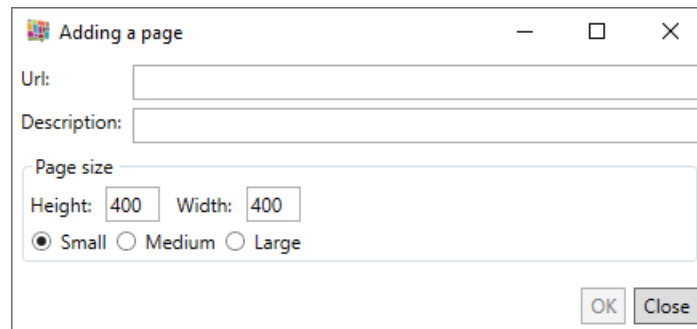 Adding a page
Url:
Description:
Page size
Height: 400 Width: 400
Small Medium Large
OK Close